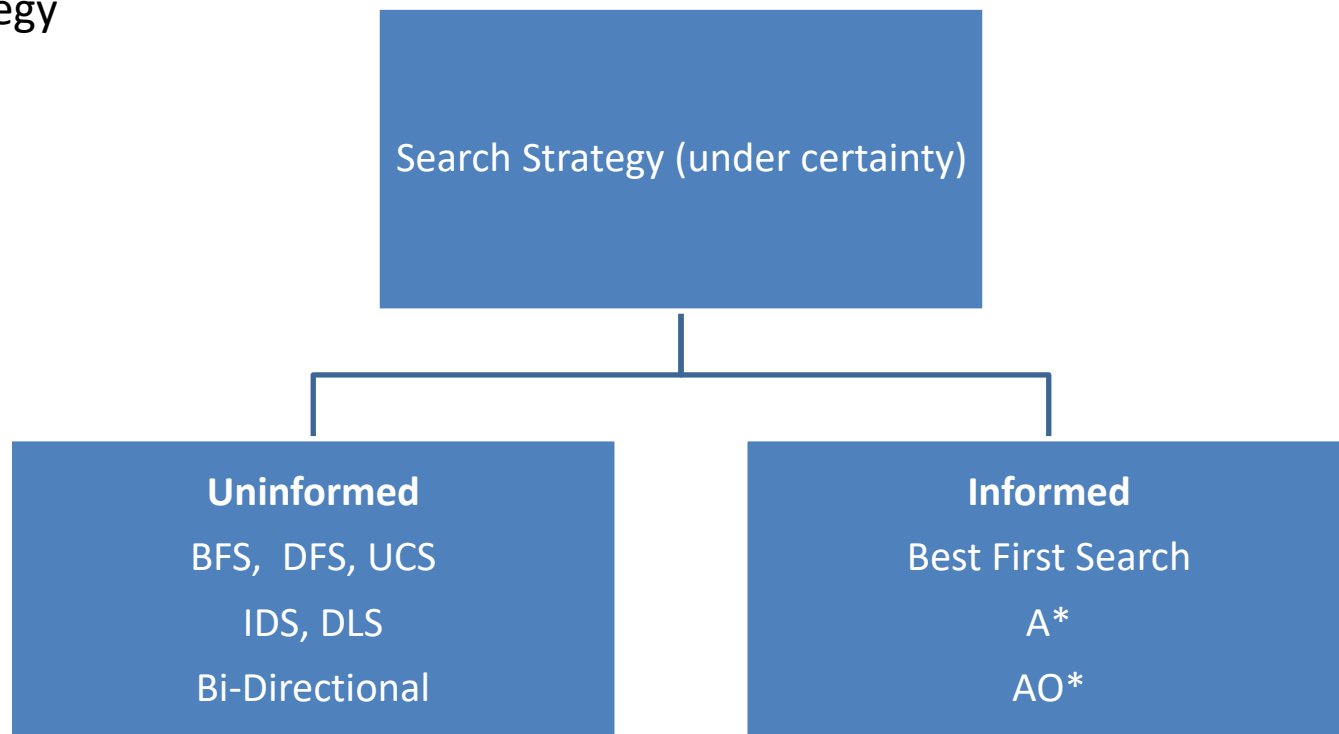 egy
Search Strategy (under certainty)
Uninformed
BFS, DFS, UCS
IDS, DLS
Bi-Directional
Informed
Best First Search
A*
AO*